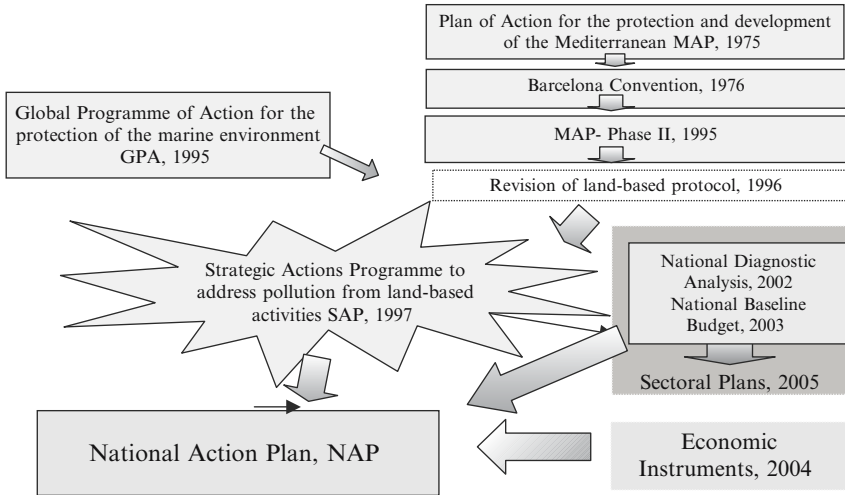 Plan of Action for the protection and development
of the Mediterranean MAP, 1975
Barcelona Convention, 1976
Global Programme of Action for the
protection of the marine environment
GPA, 1995
MAP- Phase II, 1995
Revision of land-based protocol, 1996
Strategic Actions Programme to
address pollution from land-based
activities SAP, 1997
National Diagnostic
Analysis, 2002
National Baseline
Budget, 2003
Sectoral Plans, 2005
National Action Plan, NAP
Economic
Instruments, 2004